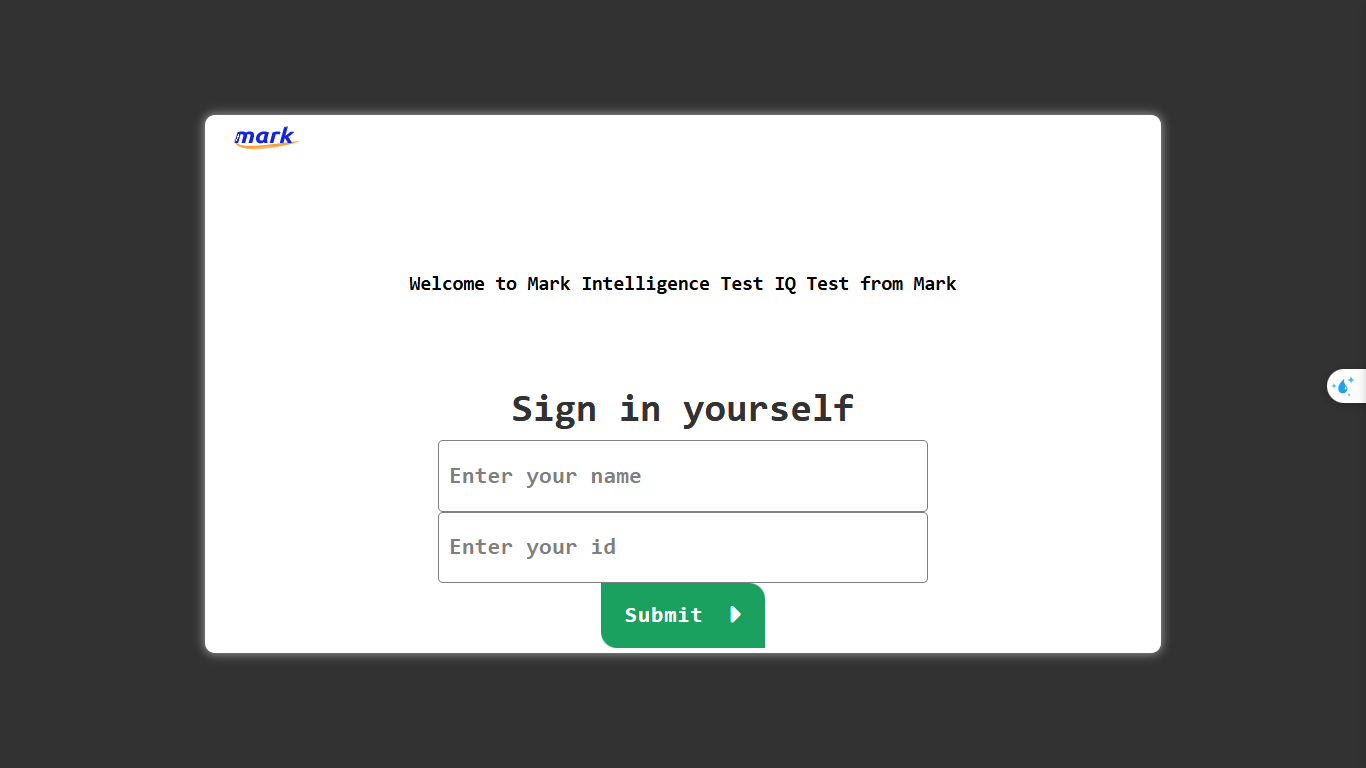 mark
Welcome to Mark Intelligence Test IQ Test from Mark
Sign in yourself
Enter your name
Enter your id
Submit